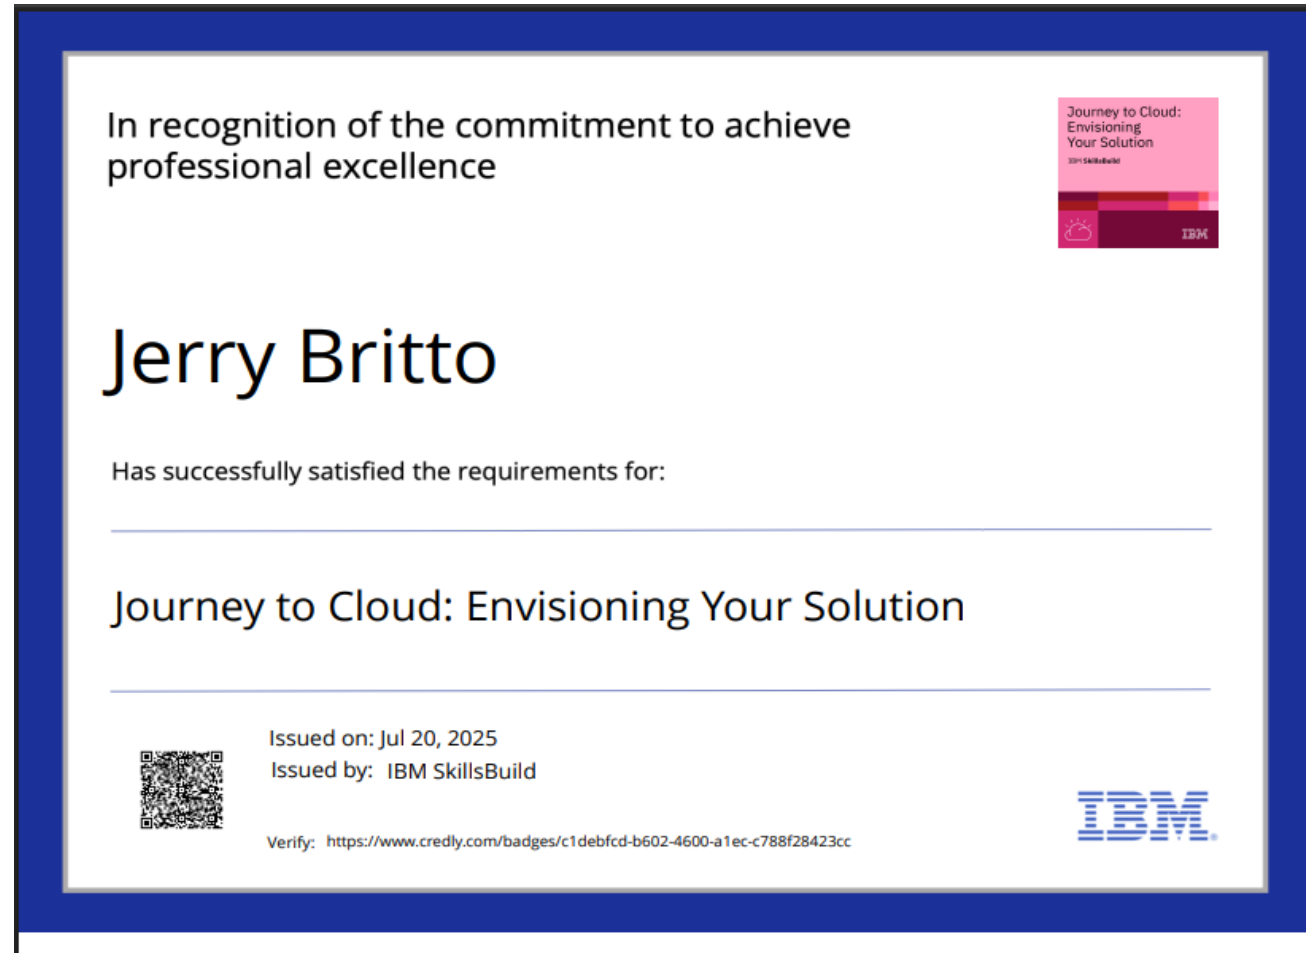 In recognition of the commitment to achieve
professional excellence
Journey to Cloud:
Envisioning
Your Solution
IBM SkillsBuild
IBM
Jerry Britto
Has successfully satisfied the requirements for:
Journey to Cloud: Envisioning Your Solution
Issued on: Jul 20, 2025
Issued by: IBM SkillsBuild
Verify: https://www.credly.com/badges/c1debfcd-b602-4600-a1ec-c788f28423cc
IBM®